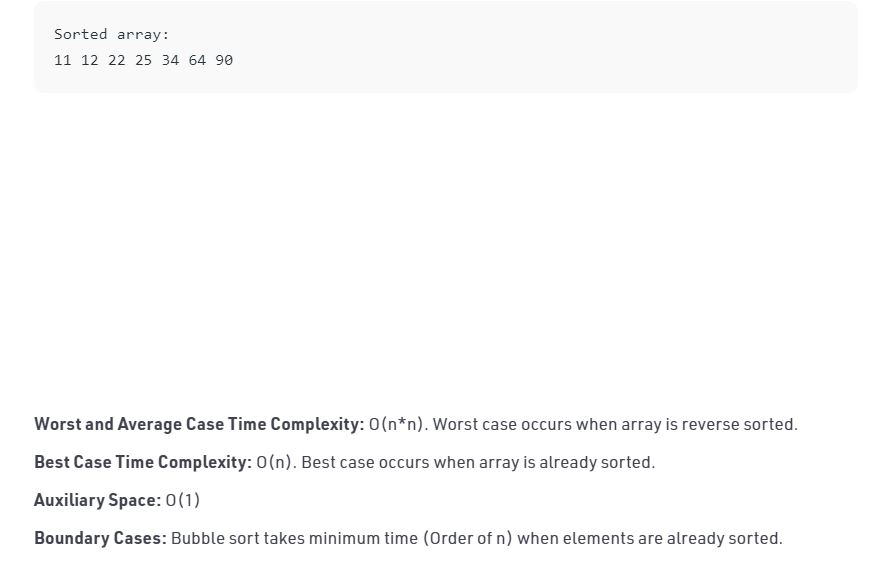 Sorted array:
11 12 22 25 34 64 90
Worst and Average Case Time Complexity: O(n*n). Worst case occurs when array is reverse sorted.
Best Case Time Complexity: O(n). Best case occurs when array is already sorted.
Auxiliary Space: O(1)
Boundary Cases: Bubble sort takes minimum time (Order of n) when elements are already sorted.